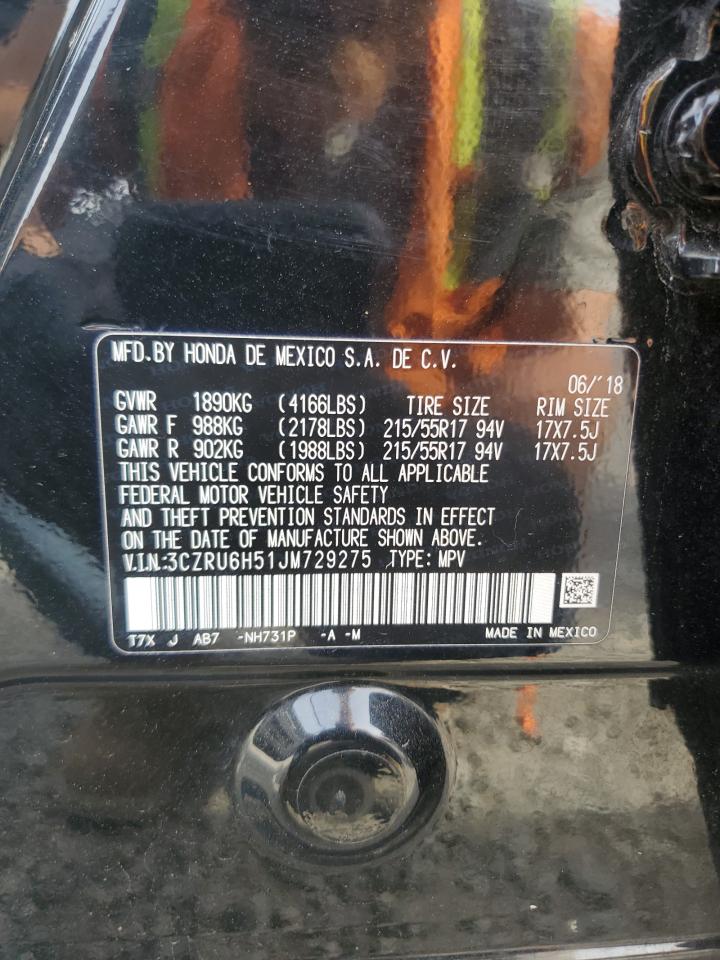 MFD.BY HONDA DE MEXICO S.A. DE C.V.
06/'18
GVWR 1890KG (4166LBS) TIRE SIZE RIM SIZE
GAWR F 988KG (2178LBS) 215/55R17 94V 17X7.5J
GAWR R 902KG (1988LBS) 215/55R17 94V 17X7.5J
THIS VEHICLE CONFORMS TO ALL APPLICABLE
FEDERAL MOTOR VEHICLE SAFETY
AND THEFT PREVENTION STANDARDS IN EFFECT
ON THE DATE OF MANUFACTURE SHOWN ABOVE.
V.I.N.:3CZRU6H51JM729275 TYPE: MPV
T7X J AB7 -NH731P -A -M MADE IN MEXICO